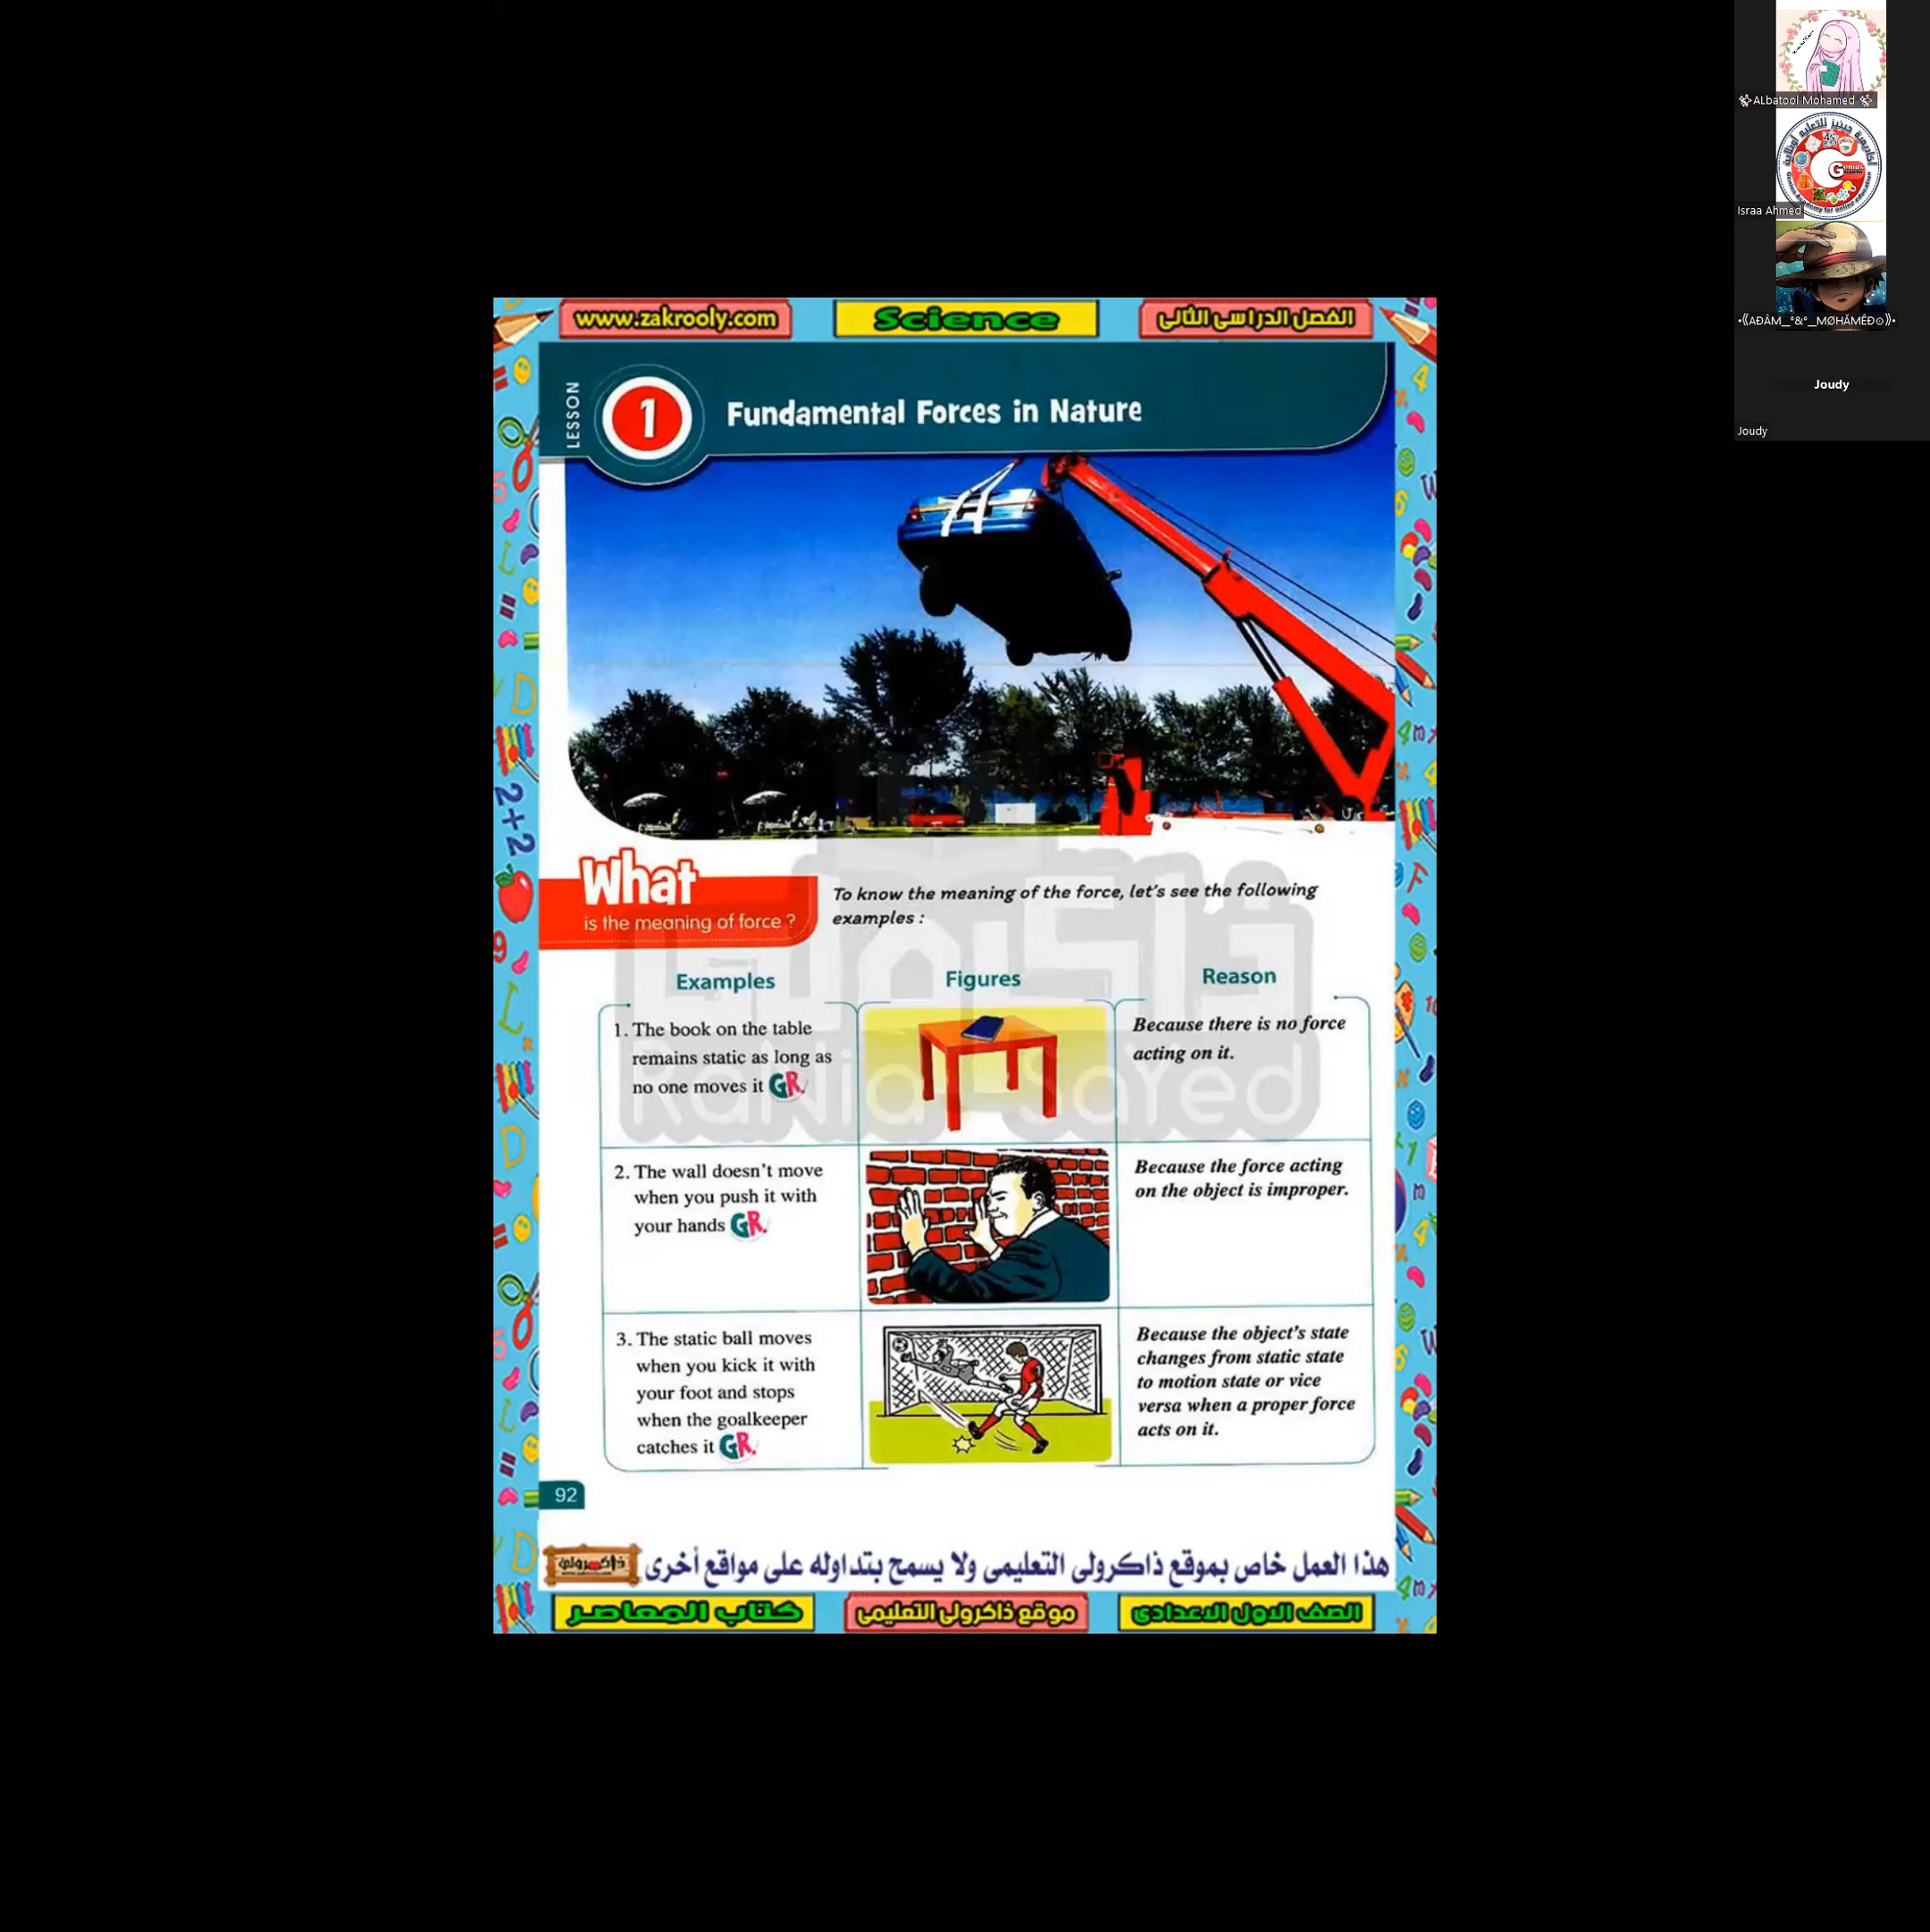 ALbatool Mohamed
Israa Ahmed
•⟪AĐÀM__°&°__MØHÄMÊĐ☉⟫•
Joudy
Joudy
www.zakrooly.com
Science
الفصل الدراسى الثانى
LESSON
1
Fundamental Forces in Nature
What
is the meaning of force ?
To know the meaning of the force, let's see the following
examples :
Examples
Figures
Reason
1. The book on the table
remains static as long as
no one moves it GR.
Because there is no force
acting on it.
2. The wall doesn't move
when you push it with
your hands GR.
Because the force acting
on the object is improper.
3. The static ball moves
when you kick it with
your foot and stops
when the goalkeeper
catches it GR.
Because the object's state
changes from static state
to motion state or vice
versa when a proper force
acts on it.
ذاكرولى
RaNia SaYed
92
هذا العمل خاص بموقع ذاكرولى التعليمى ولا يسمح بتداوله على مواقع أخرى
ذاكرولي
الصف الاول الاعدادى
موقع ذاكرولى التعليمى
كتاب المعاصر